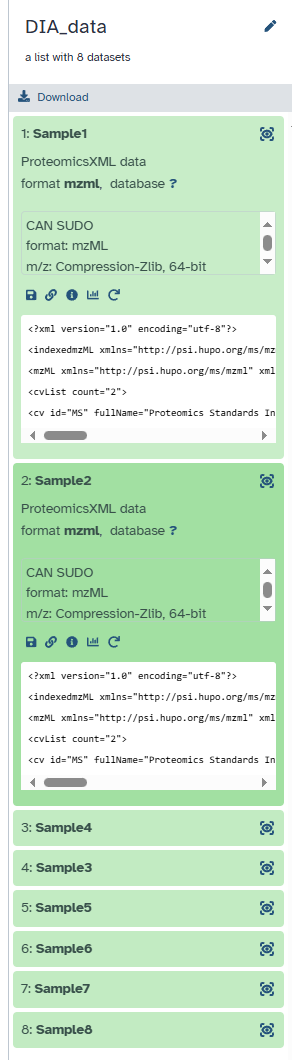 DIA_data
a list with 8 datasets
Download
1: Sample1
ProteomicsXML data
format mzml, database ?
CAN SUDO
format: mzML
m/z: Compression-Zlib, 64-bit
<?xml version="1.0" encoding="utf-8"?>
<indexedmzML xmlns="http://psi.hupo.org/ms/mz
<mzML xmlns="http://psi.hupo.org/ms/mzml" xml
<cvList count="2">
<cv id="MS" fullName="Proteomics Standards In
2: Sample2
ProteomicsXML data
format mzml, database ?
CAN SUDO
format: mzML
m/z: Compression-Zlib, 64-bit
<?xml version="1.0" encoding="utf-8"?>
<indexedmzML xmlns="http://psi.hupo.org/ms/mz
<mzML xmlns="http://psi.hupo.org/ms/mzml" xml
<cvList count="2">
<cv id="MS" fullName="Proteomics Standards In
3: Sample4
4: Sample3
5: Sample5
6: Sample6
7: Sample7
8: Sample8